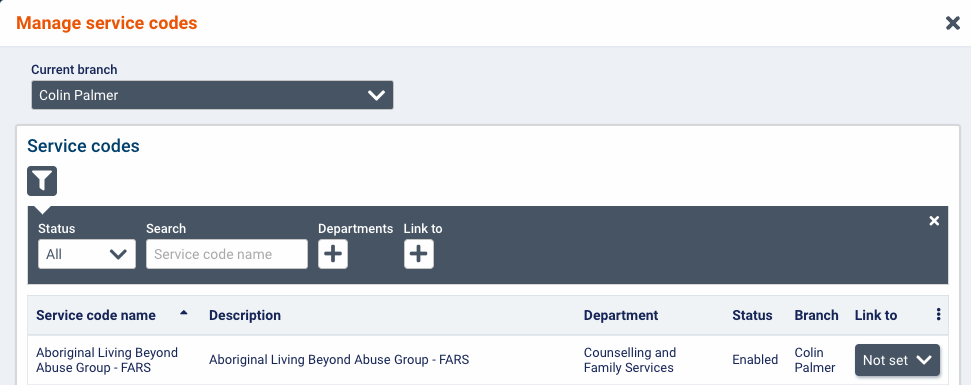 Manage service codes
Current branch
Colin Palmer
Service codes
Status Search Departments Link to
All Service code name
Service code name Description Department Status Branch Link to
Aboriginal Living Beyond Abuse Group - FARS Aboriginal Living Beyond Abuse Group - FARS Counselling and Family Services Enabled Colin Palmer Not set